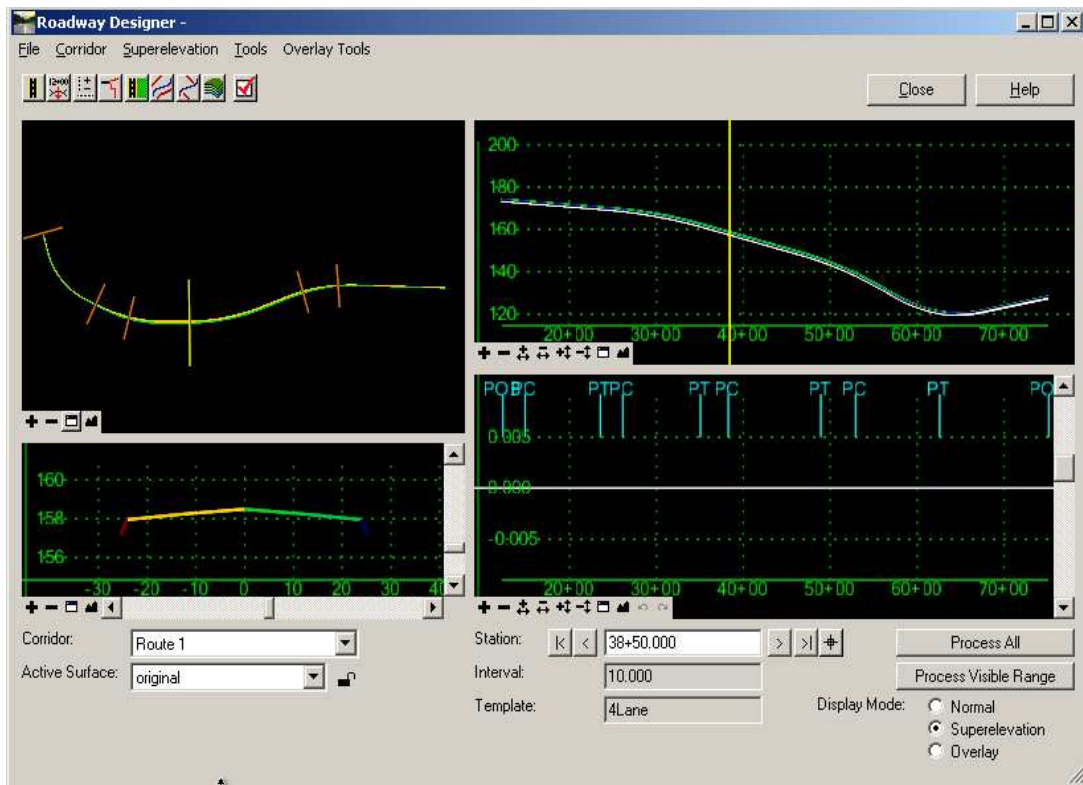 Roadway Designer -
File Corridor Superelevation Tools Overlay Tools
12+00
Close Help
200
180
160
140
120
20+00 30+00 40+00 50+00 60+00 70+00
160
158
156
-30 -20 -10 0 10 20 30
PC PT PC PT PC PT PC PT
0.005
0.000
-0.005
20+00 30+00 40+00 50+00 60+00 70+00
Corridor: Route 1
Active Surface: original
Station: 38+50.000
Interval: 10.000
Template: 4Lane
Process All
Process Visible Range
Display Mode: Normal
Superelevation
Overlay